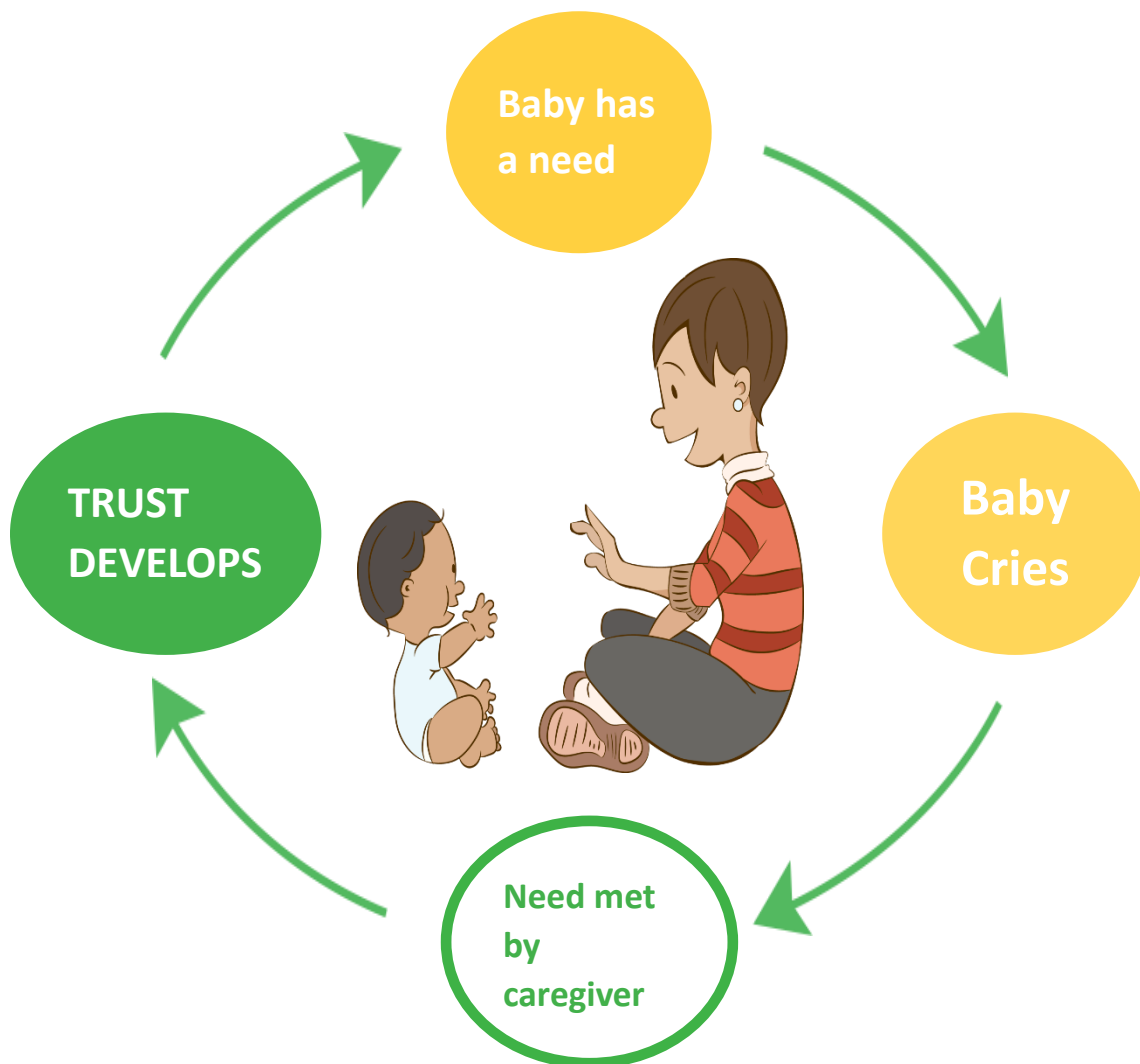 Baby has
a need
Baby
Cries
Need met
by
caregiver
TRUST
DEVELOPS